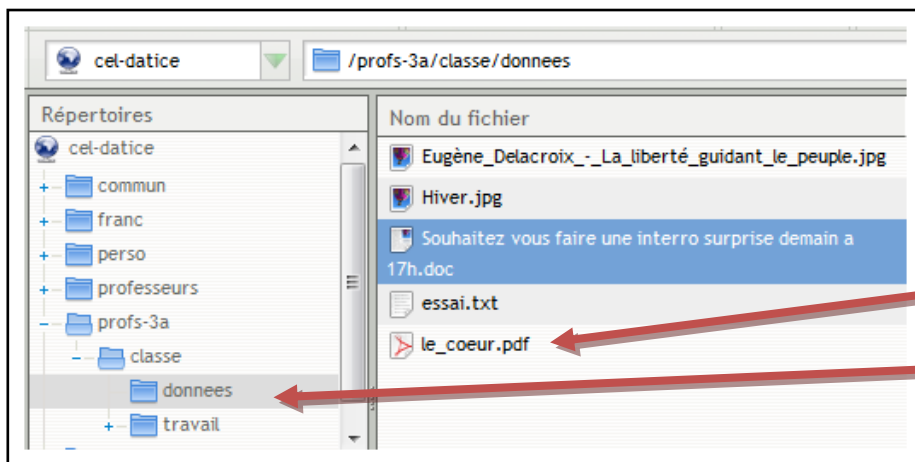 cel-datice
/profs-3a/classe/donnees
Répertoires
cel-datice
commun
franc
perso
professeurs
profs-3a
classe
donnees
travail
Nom du fichier
Eugène_Delacroix_-_La_liberté_guidant_le_peuple.jpg
Hiver.jpg
Souhaitez vous faire une interro surprise demain a
17h.doc
essai.txt
le_coeur.pdf